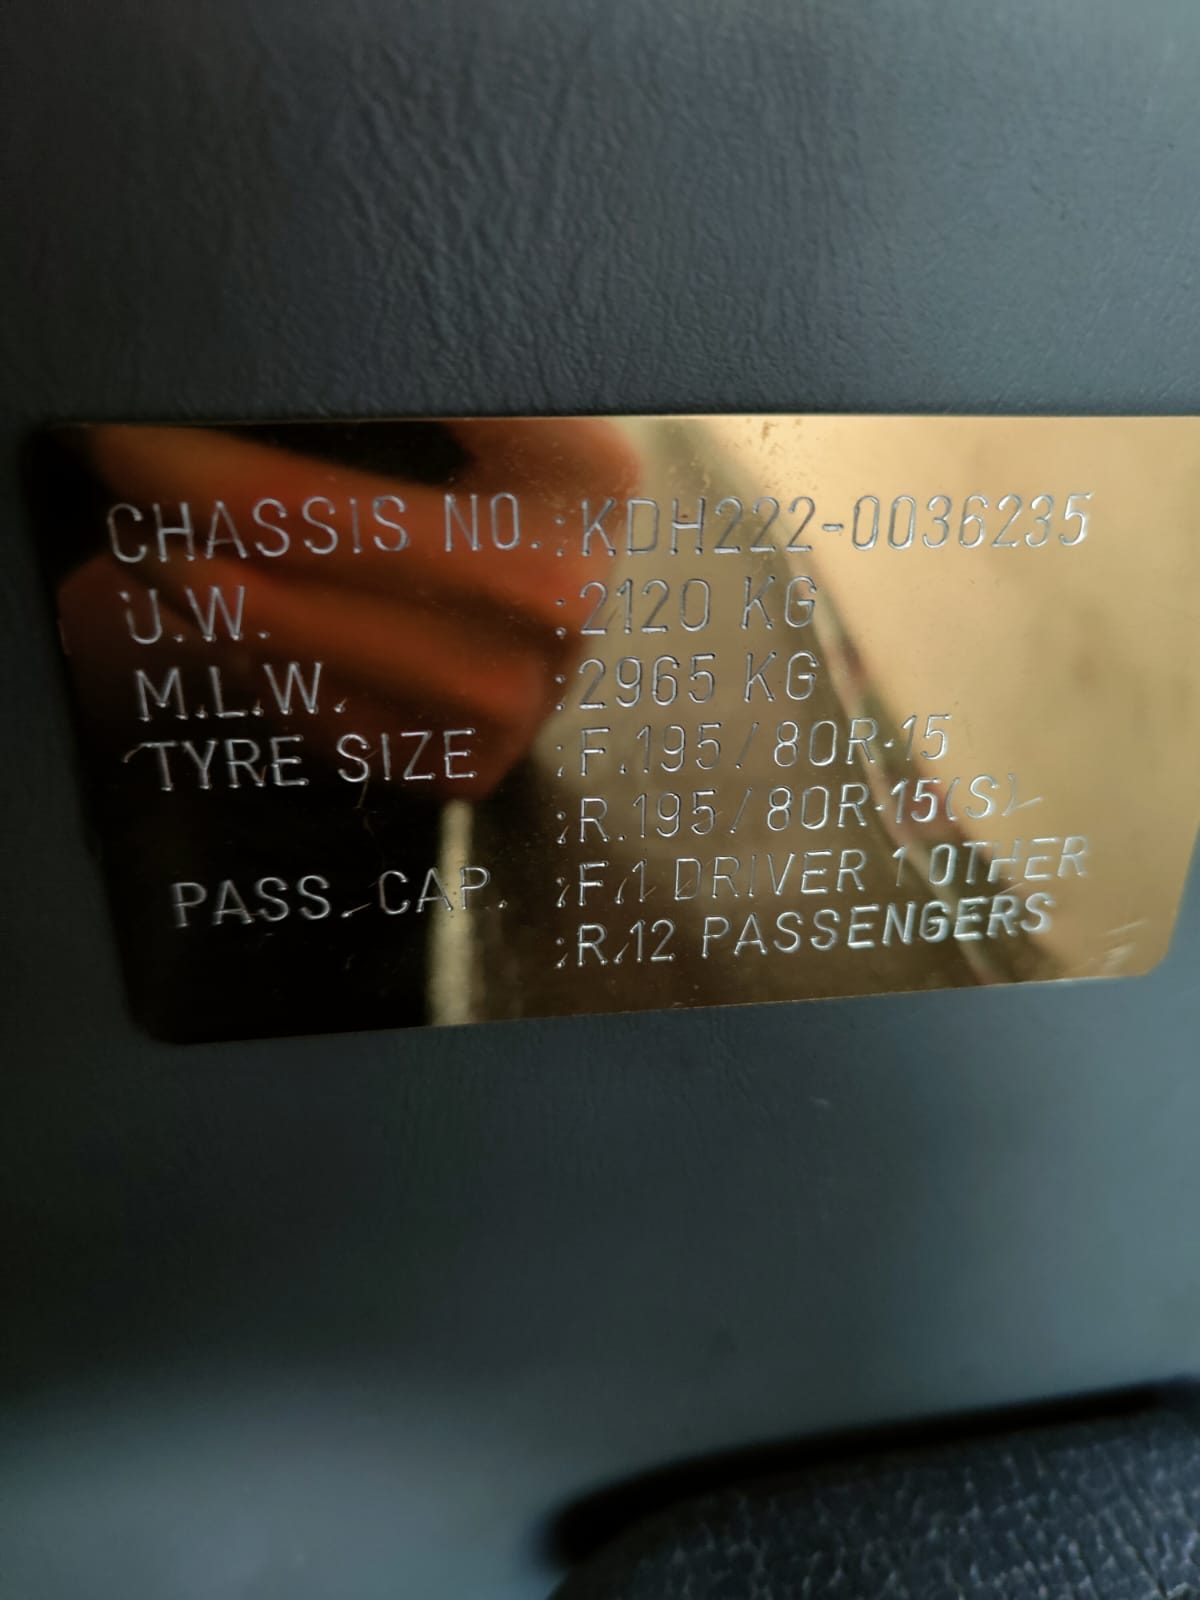 CHASSIS NO.:KDH222-0036235
U.W. :2120 KG
M.L.W. :2965 KG
TYRE SIZE :F.195/80R.15
:R.195/80R.15(S)
PASS. CAP. :F.1 DRIVER 1 OTHER
:R.12 PASSENGERS